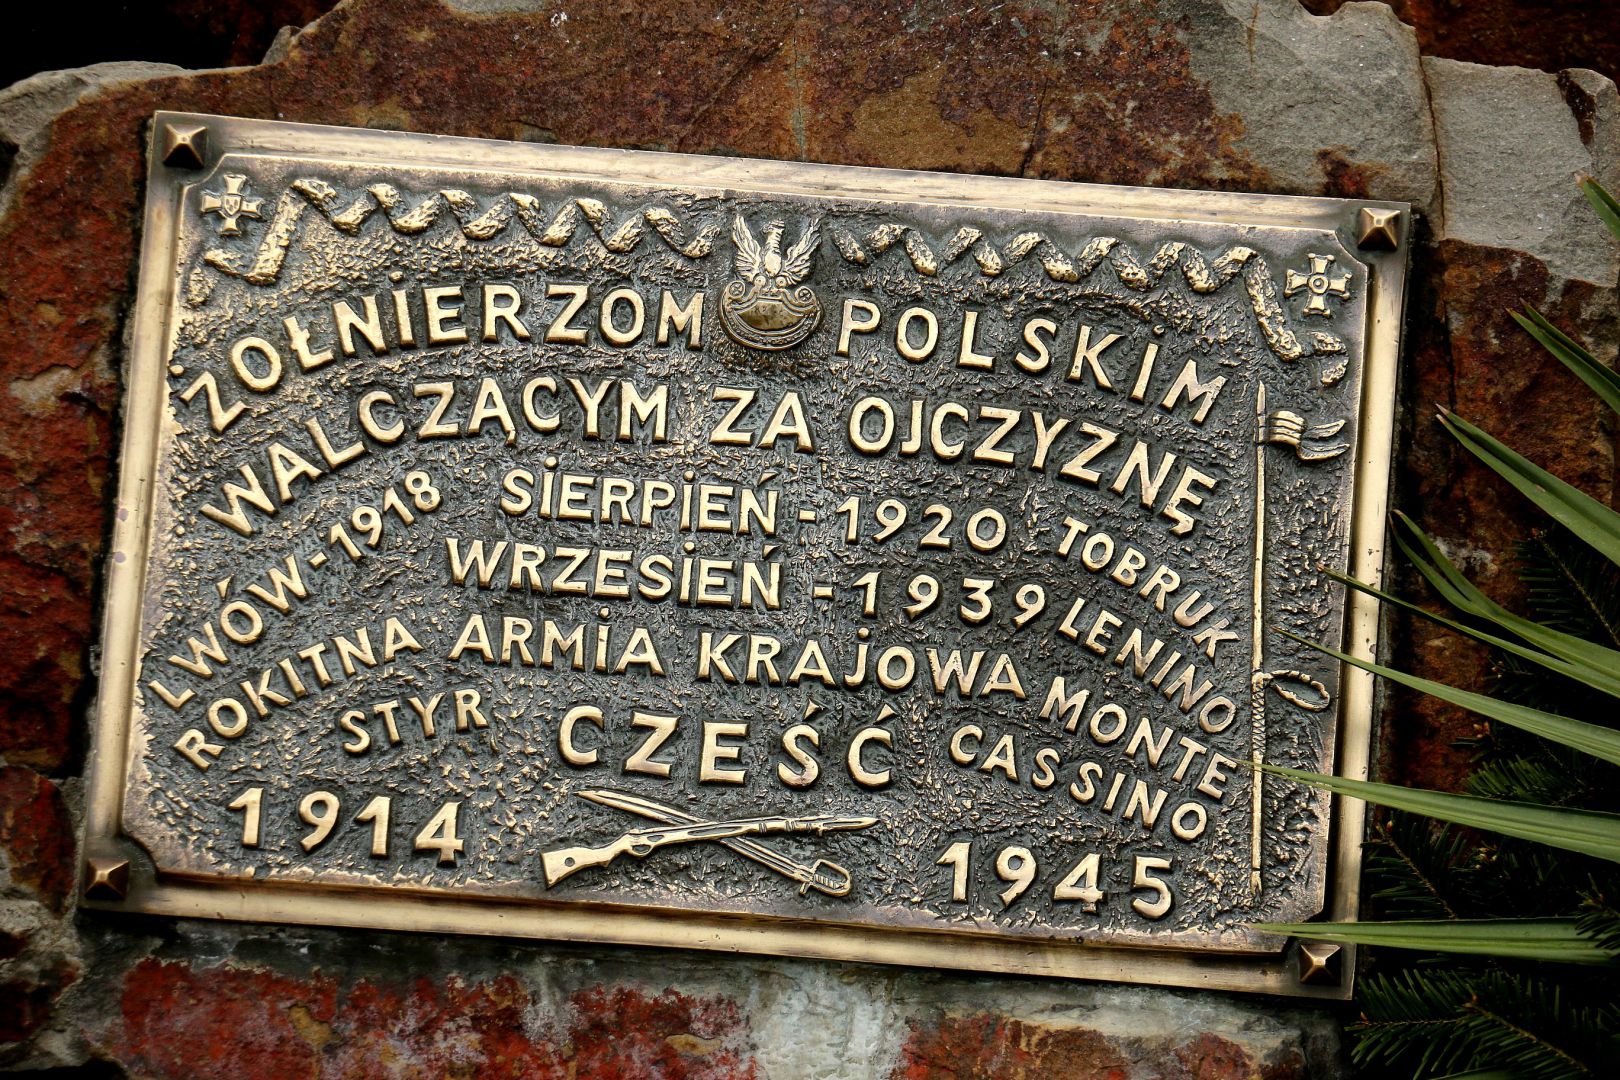 ŻOŁNIERZOM POLSKIM
WALCZĄCYM ZA OJCZYZNĘ
LWÓW-1918
SIERPIEŃ-1920
TOBRUK
ROKITNA
WRZESIEŃ-1939
LENINO
STYR
ARMIA KRAJOWA
MONTE
CASSINO
CZEŚĆ
1914
1945